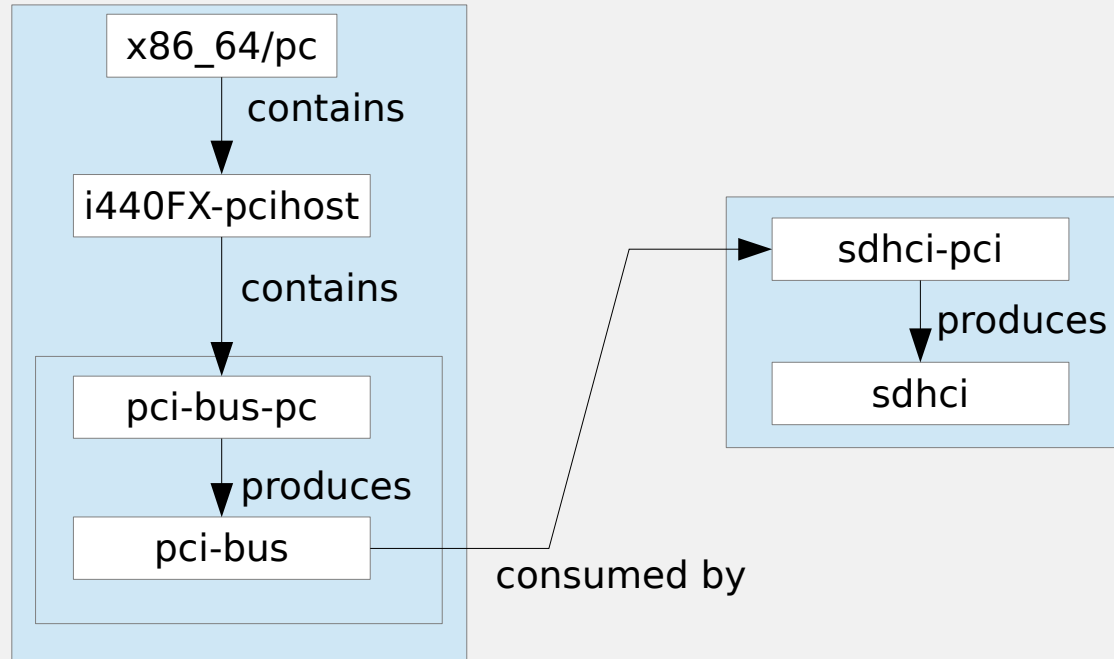 x86_64/pc
contains
i440FX-pcihost
contains
pci-bus-pc
produces
pci-bus
consumed by
sdhci-pci
produces
sdhci